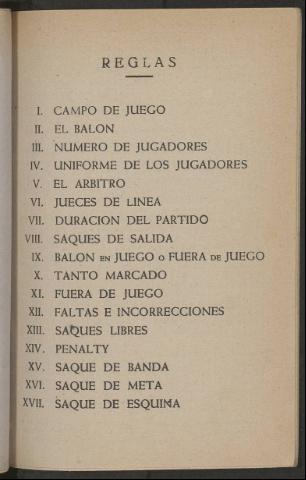 REGLAS
I. CAMPO DE JUEGO
II. EL BALON
III. NUMERO DE JUGADORES
IV. UNIFORME DE LOS JUGADORES
V. EL ARBITRO
VI. JUECES DE LINEA
VII. DURACION DEL PARTIDO
VIII. SAQUES DE SALIDA
IX. BALON EN JUEGO O FUERA DE JUEGO
X. TANTO MARCADO
XI. FUERA DE JUEGO
XII. FALTAS E INCORRECCIONES
XIII. SAQUES LIBRES
XIV. PENALTY
XV. SAQUE DE BANDA
XVI. SAQUE DE META
XVII. SAQUE DE ESQUINA